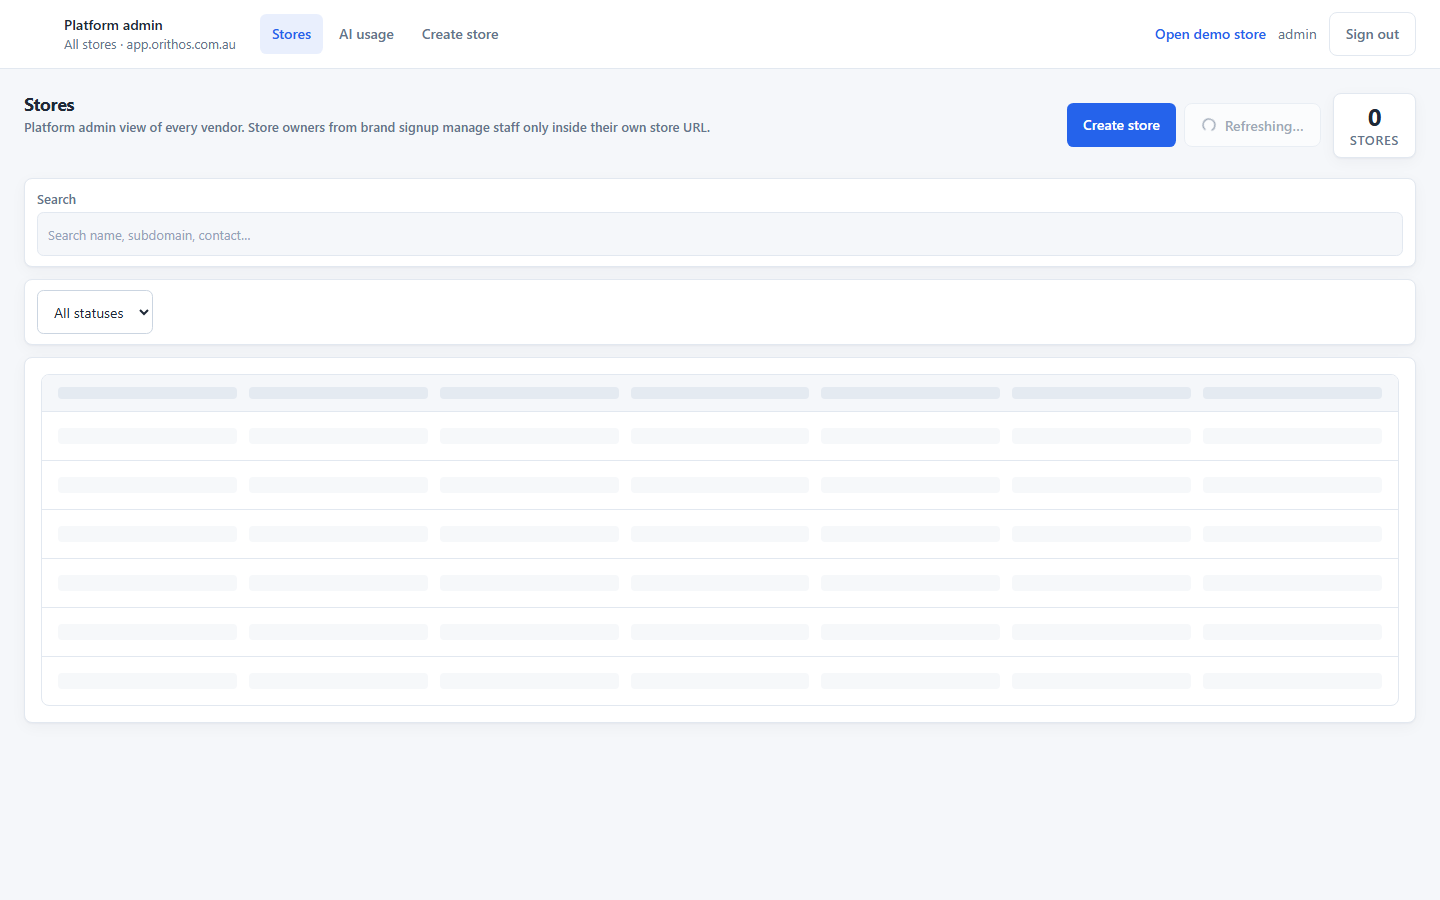 Platform admin
All stores · app.orithos.com.au
Stores
AI usage
Create store
Open demo store
admin
Sign out
Stores
Platform admin view of every vendor. Store owners from brand signup manage staff only inside their own store URL.
Create store
Refreshing...
0
STORES
Search
Search name, subdomain, contact...
All statuses